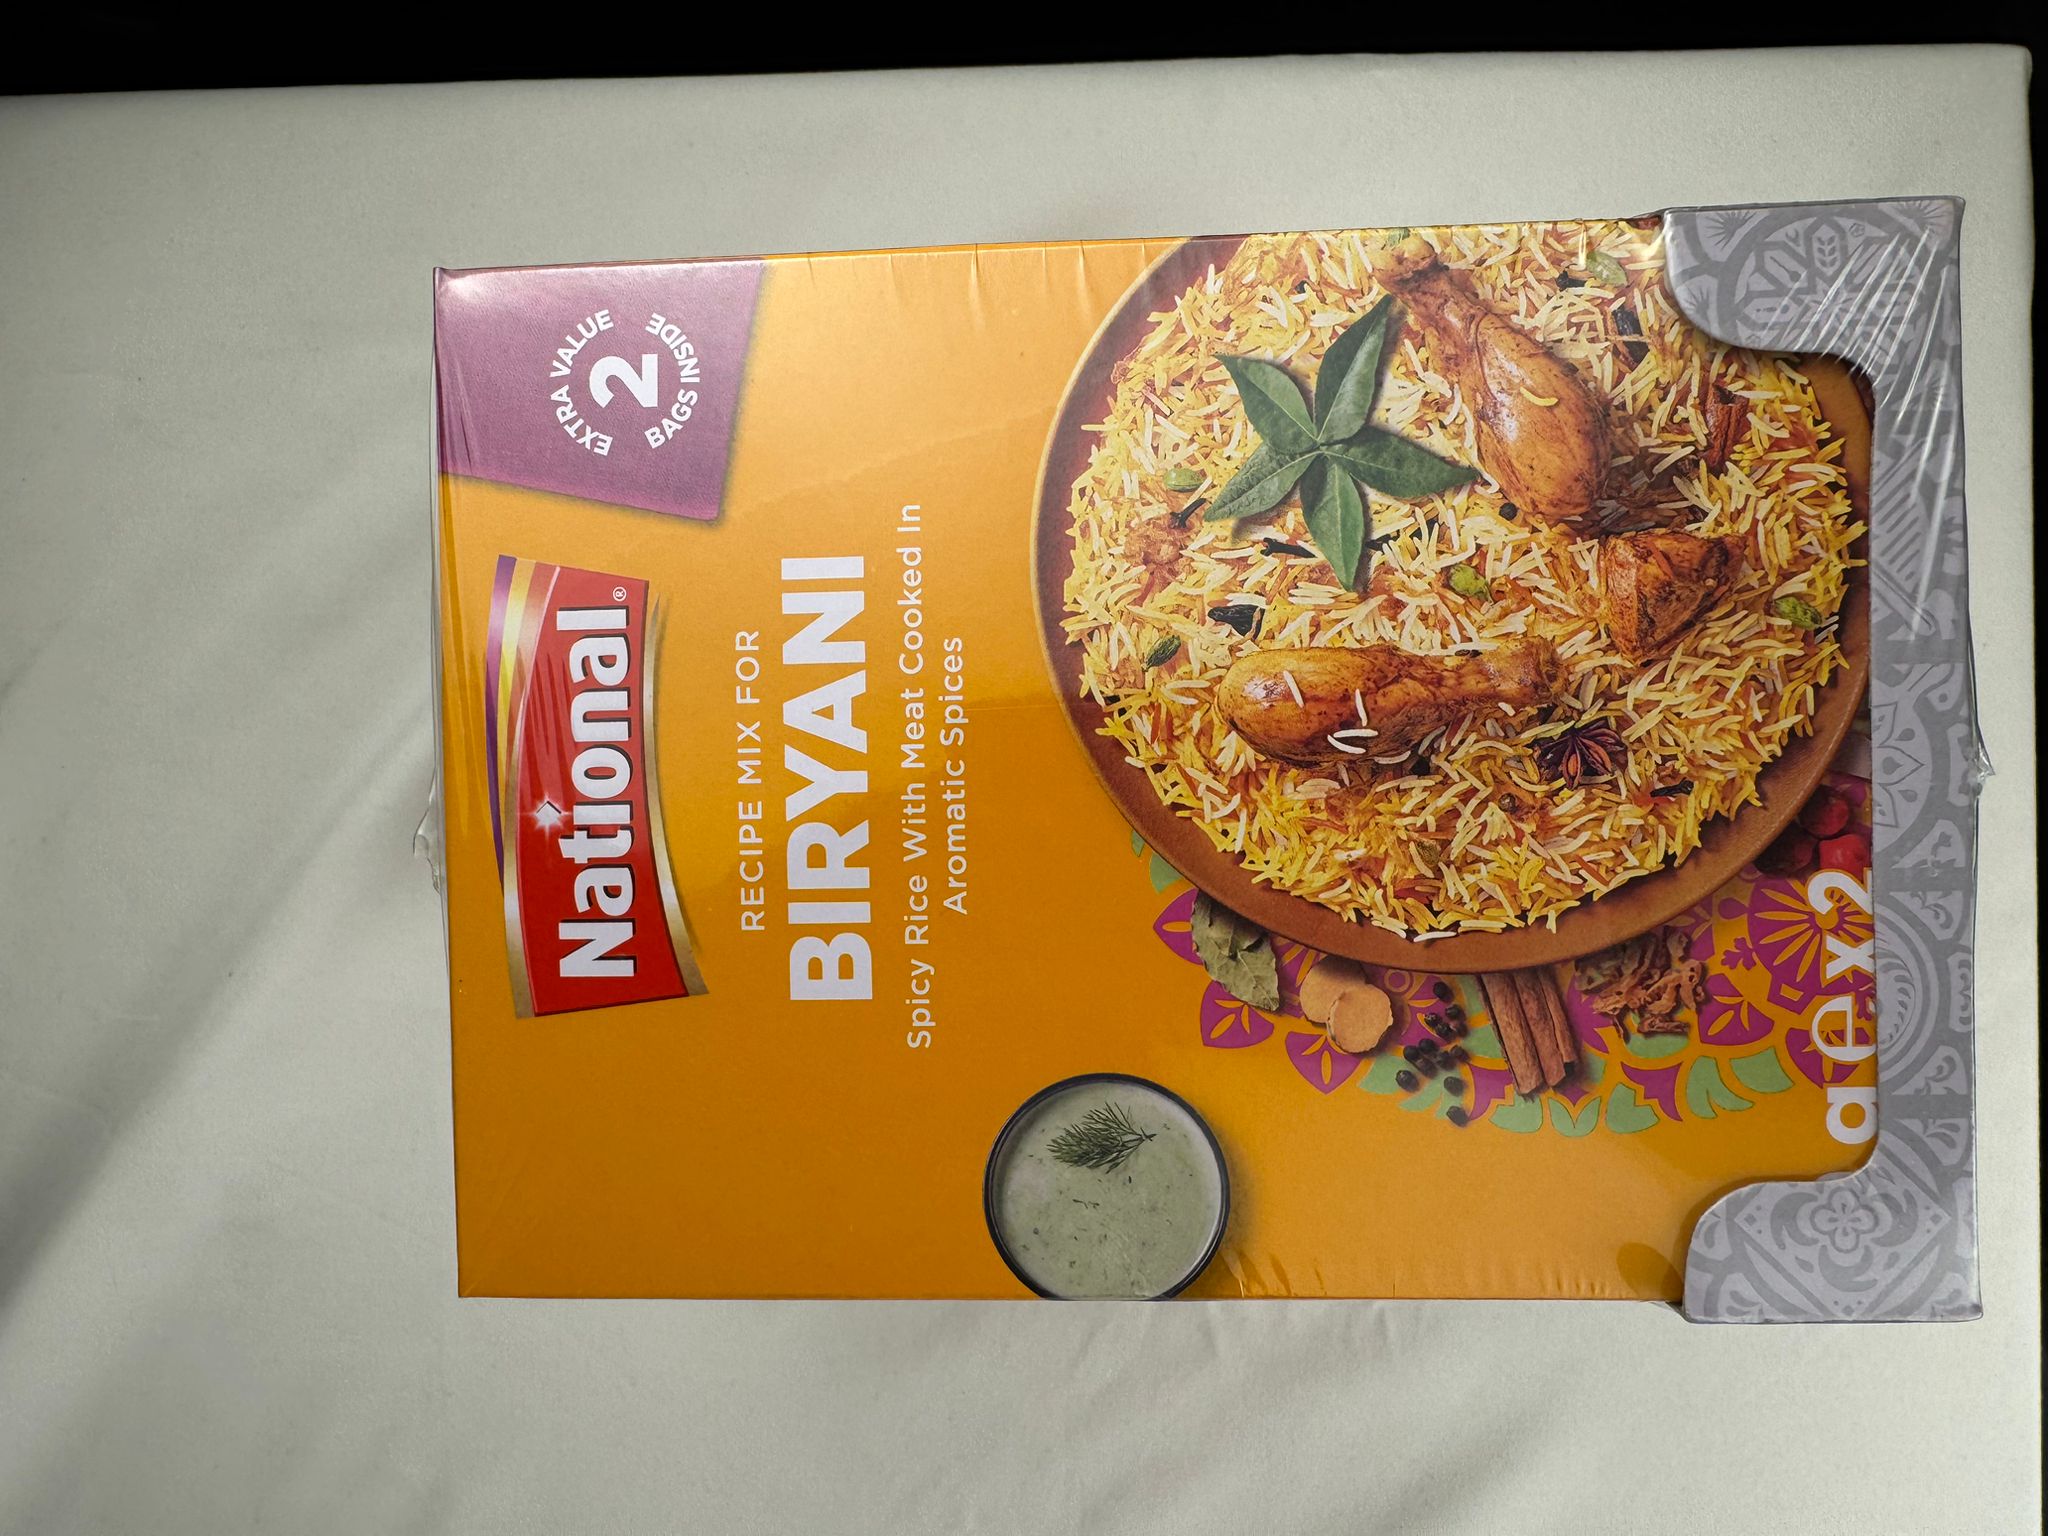 EXTRA VALUE
2
BAGS INSIDE
National®
RECIPE MIX FOR
BIRYANI
Spicy Rice With Meat Cooked In
Aromatic Spices
x2